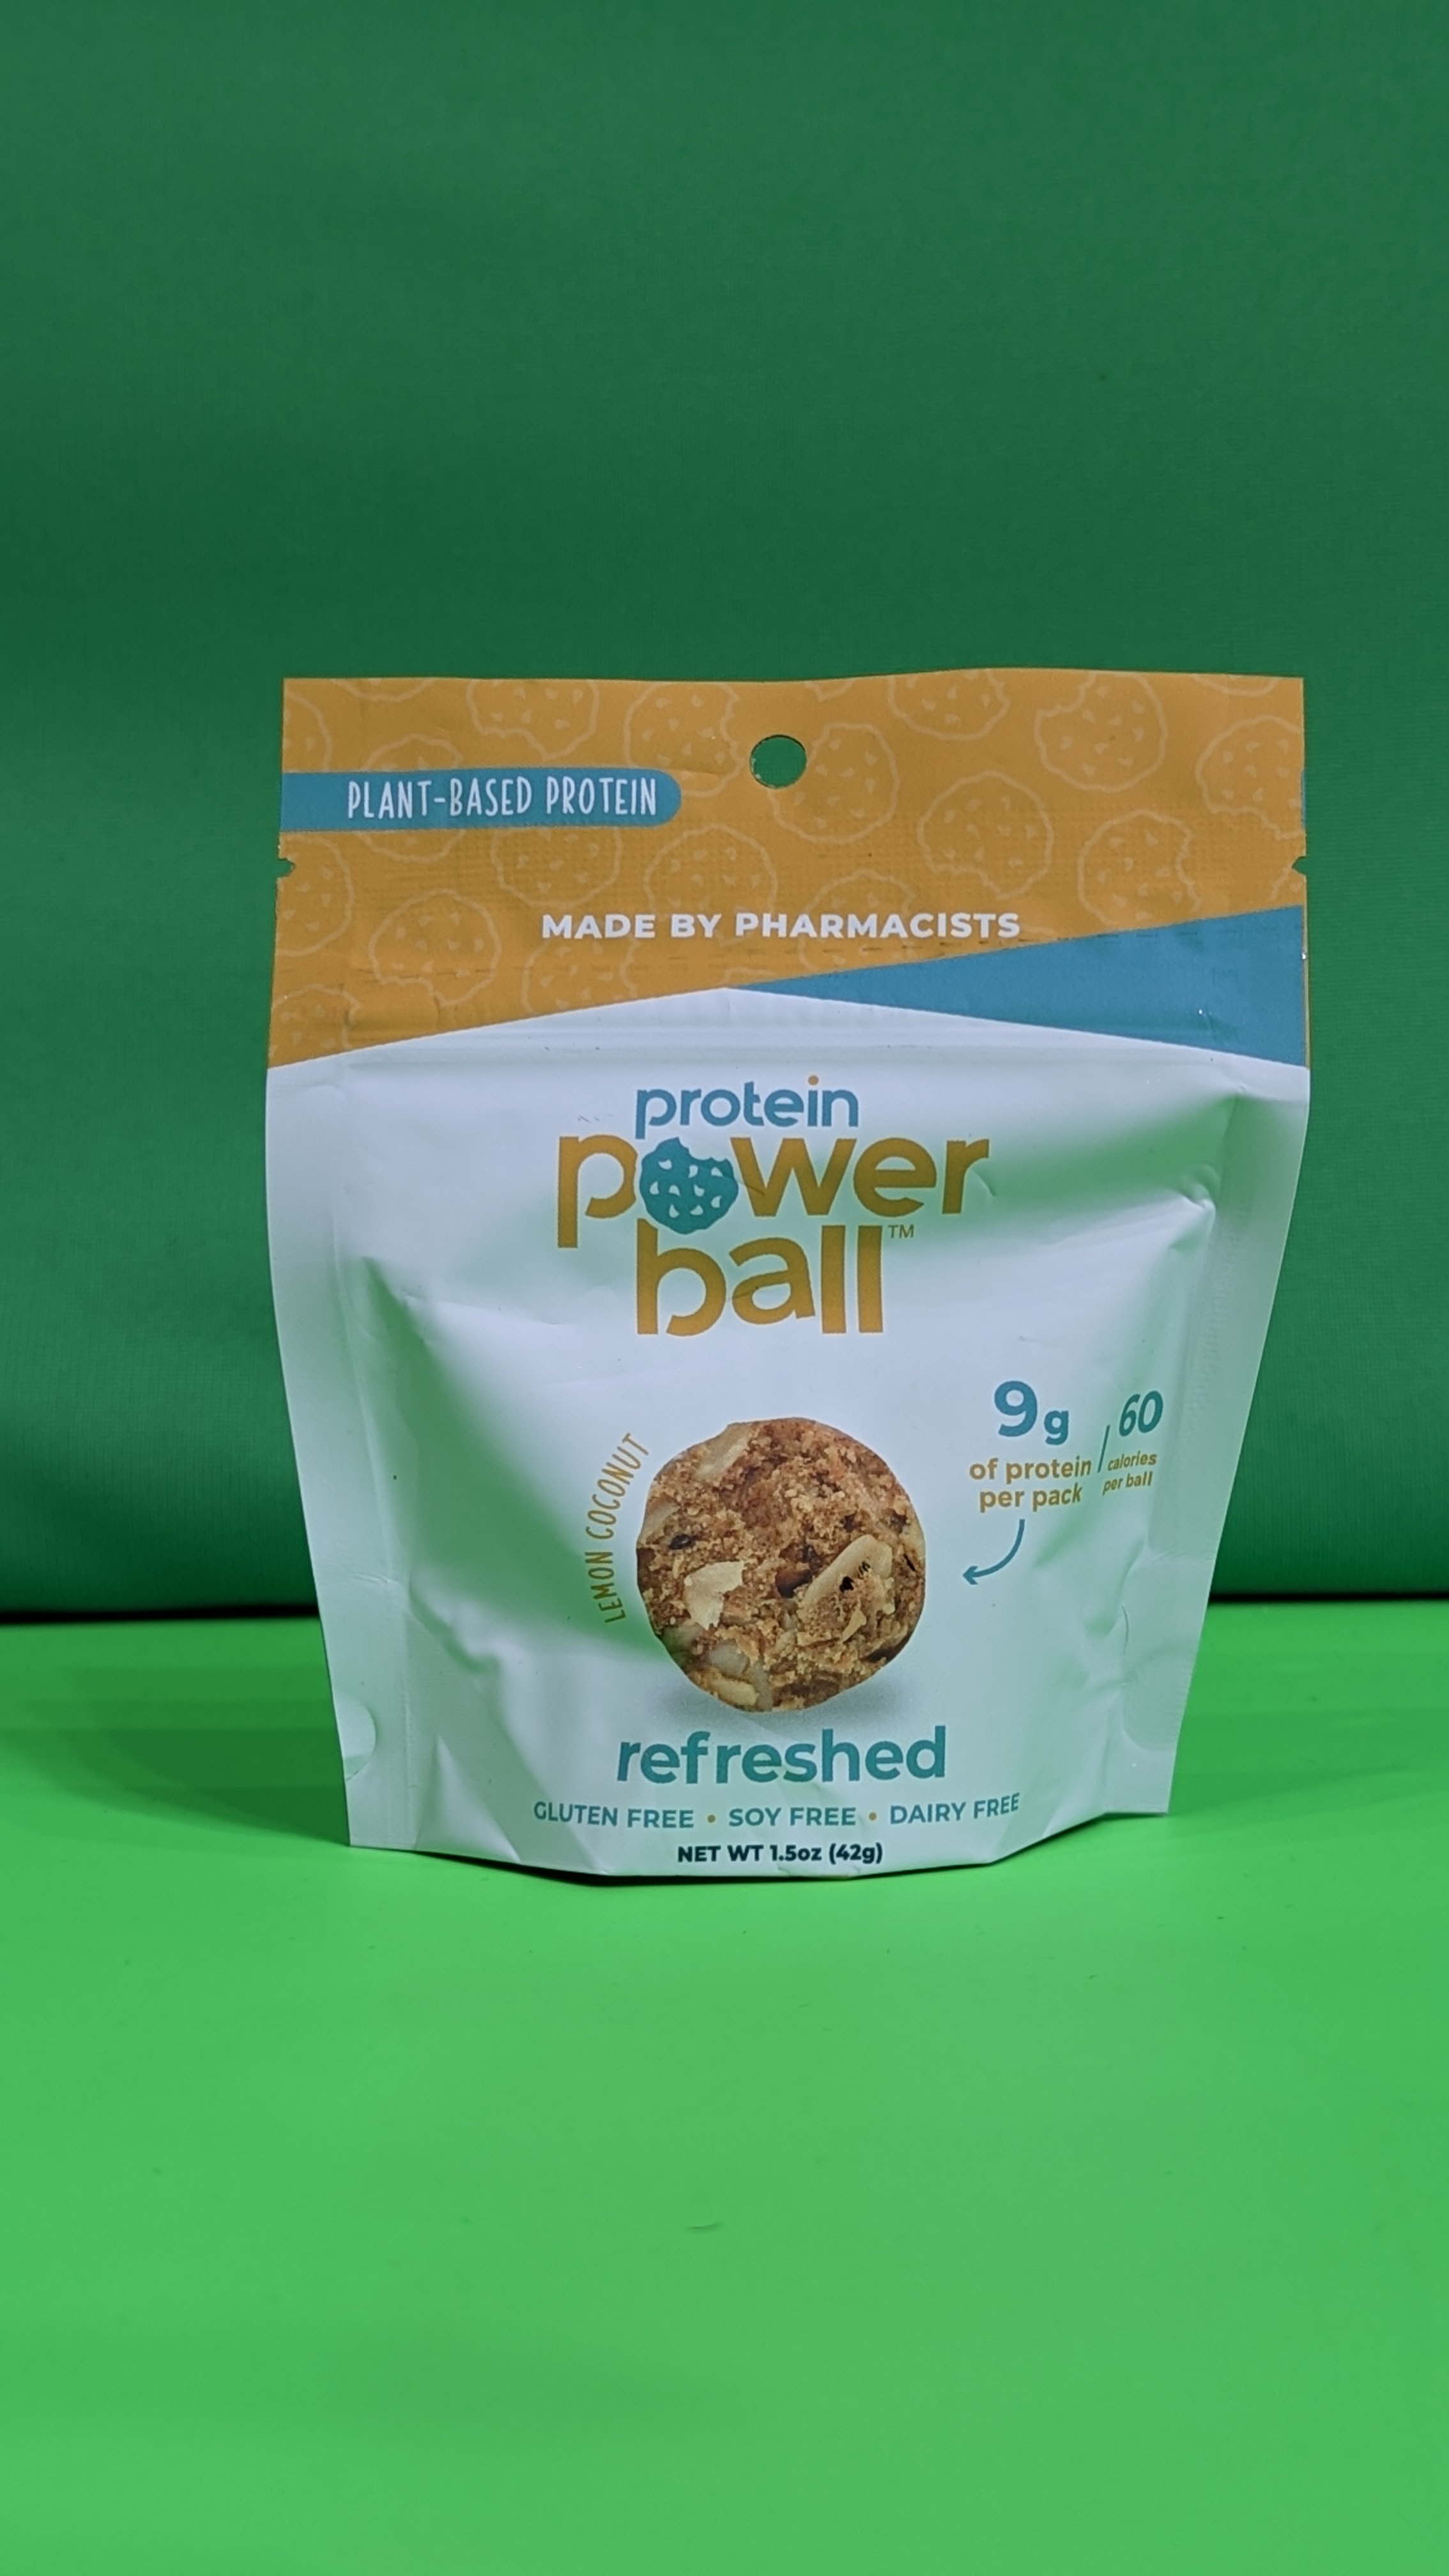 PLANT-BASED PROTEIN
MADE BY PHARMACISTS
protein
power
ball™
9g
of protein
per pack
60
calories
per ball
LEMON COCONUT
refreshed
GLUTEN FREE • SOY FREE • DAIRY FREE
NET WT 1.5oz (42g)